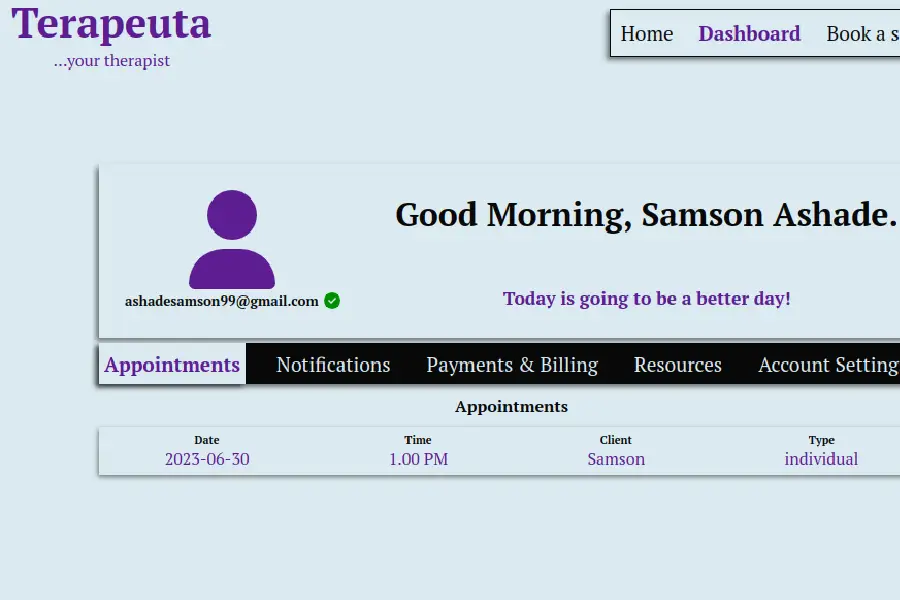 Terapeuta
...your therapist
Home Dashboard Book a s
Good Morning, Samson Ashade.
ashadesamson99@gmail.com
Today is going to be a better day!
Appointments Notifications Payments & Billing Resources Account Setting
Appointments
Date Time Client Type
2023-06-30 1.00 PM Samson individual